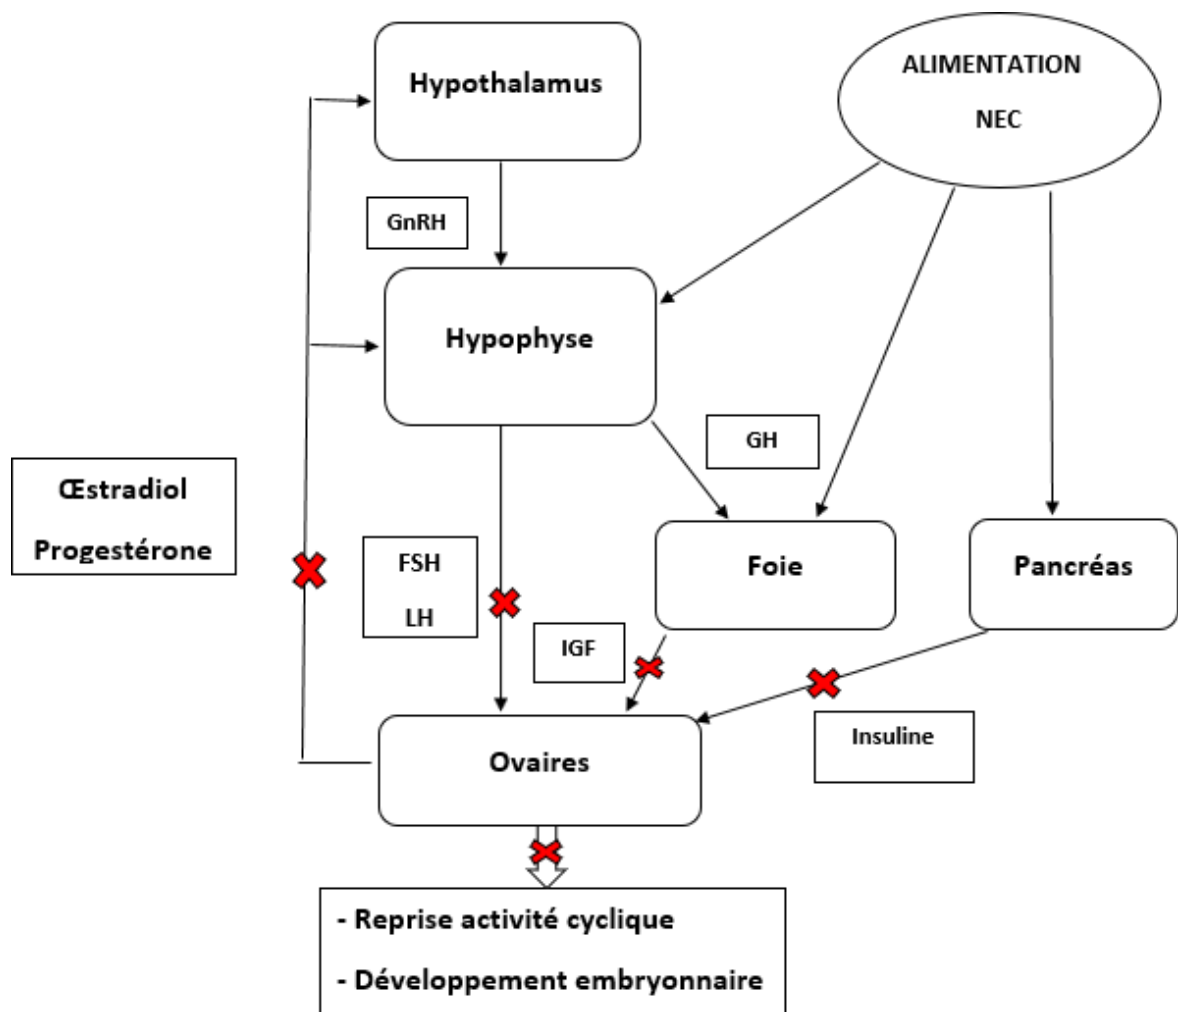 Hypothalamus
ALIMENTATION
NEC
GnRH
Hypophyse
GH
Œstradiol
Progestérone
FSH
LH
Foie
Pancréas
IGF
Insuline
Ovaires
- Reprise activité cyclique
- Développement embryonnaire